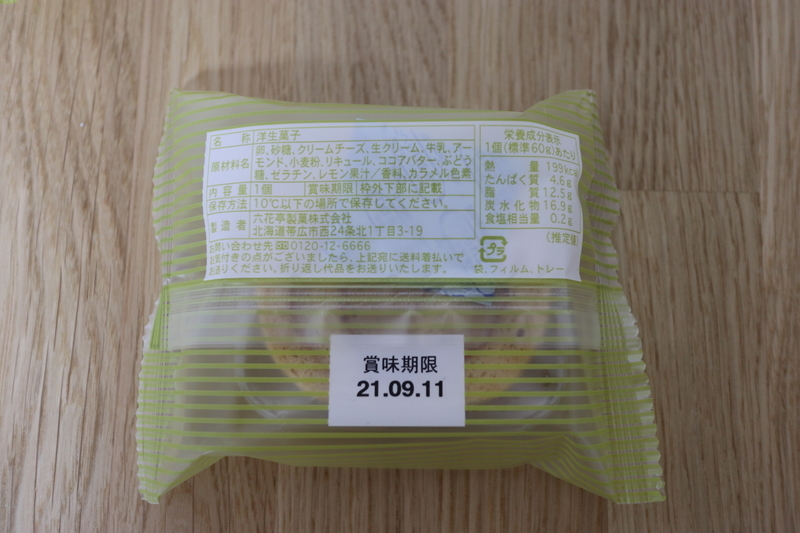 名称 洋生菓子
原材料名 卵、砂糖、クリームチーズ、生クリーム、牛乳、アー
モンド、小麦粉、リキュール、ココアバター、ぶどう
糖、ゼラチン、レモン果汁／香料、カラメル色素
内容量 1個 賞味期限 枠外下部に記載
保存方法 10℃以下の場所で保存してください。
製造者 六花亭製菓株式会社
北海道帯広市西24条北1丁目3-19
お問い合わせ先 0120-12-6666
お気付きの点がございましたら、上記宛に送料着払いで
お送りください。折り返し代品をお送りいたします。
栄養成分表示
1個(標準60g)あたり
熱量 199kcal
たんぱく質 4.6g
脂質 12.5g
炭水化物 16.9g
食塩相当量 0.2g
(推定値)
プラ
袋、フィルム、トレー
賞味期限
21.09.11